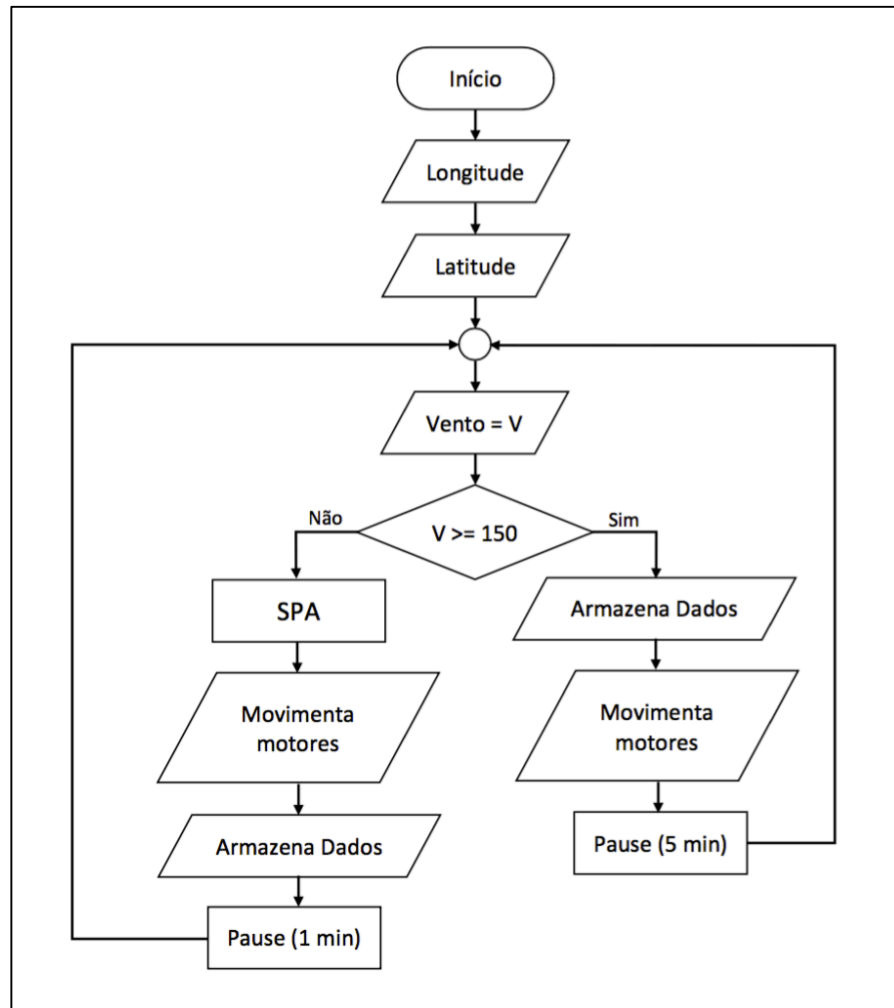 Início
Longitude
Latitude
Vento = V
Não
V >= 150
Sim
SPA
Movimenta
motores
Armazena Dados
Pause (1 min)
Armazena Dados
Movimenta
motores
Pause (5 min)